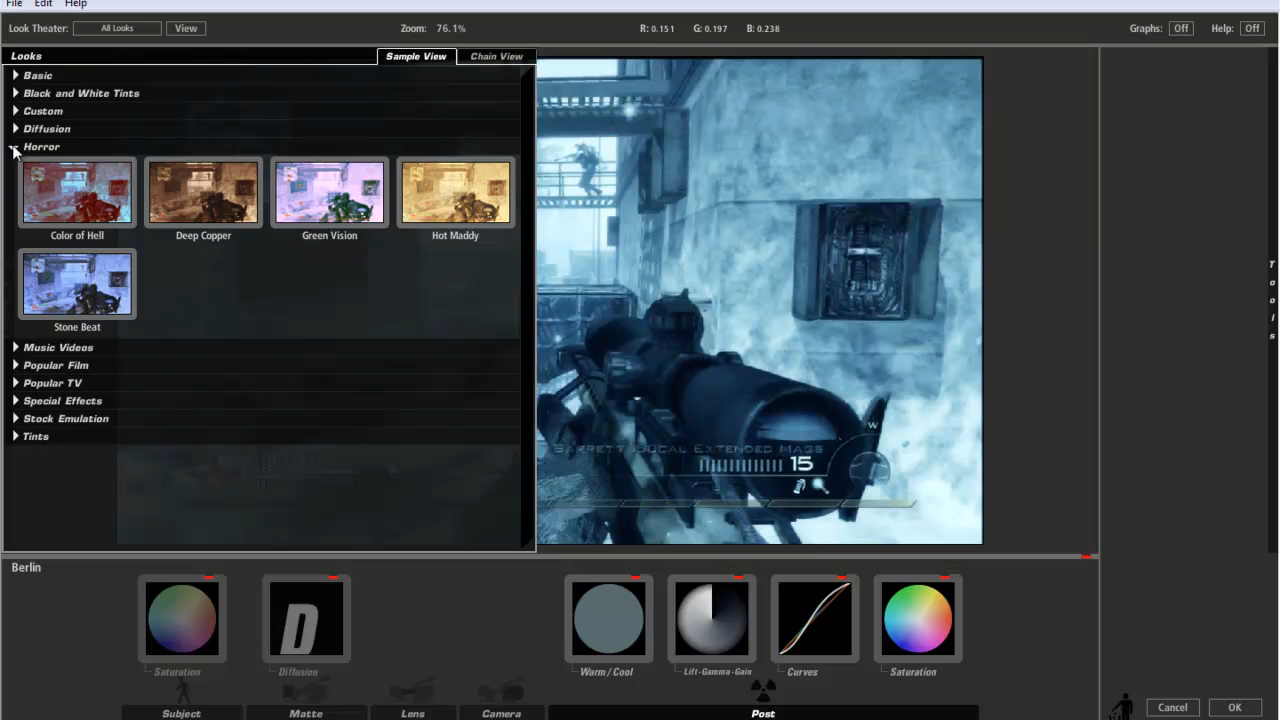 File Edit Help
Look Theater: All Looks View Zoom: 76.1% R: 0.151 G: 0.197 B: 0.238 Graphs: Off Help: Off
Looks Sample View Chain View
Basic
Black and White Tints
Custom
Diffusion
Horror
Color of Hell Deep Copper Green Vision Hot Maddy
Stone Beat
Music Videos
Popular Film
Popular TV
Special Effects
Stock Emulation
Tints
W
Extended Mags
15
Tools
Berlin
D
Saturation Diffusion Warm / Cool Lift-Gamma-Gain Curves Saturation
Subject Matte Lens Camera Post
Cancel OK